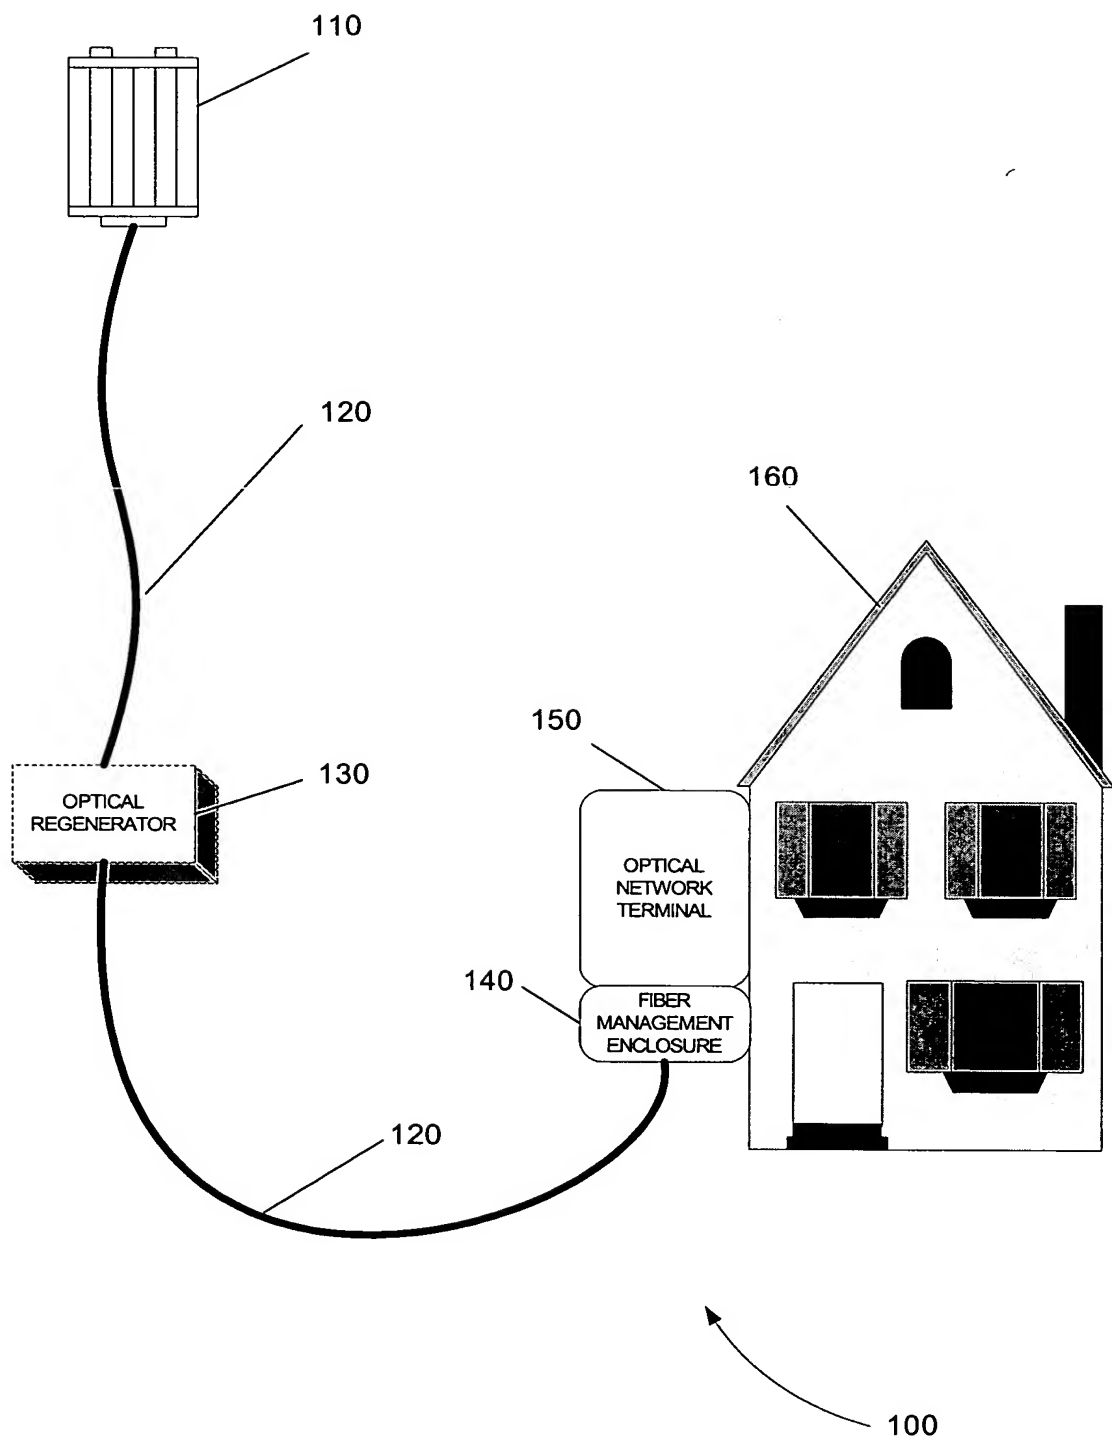 110
120
160
150
130
OPTICAL
REGENERATOR
OPTICAL
NETWORK
TERMINAL
140
FIBER
MANAGEMENT
ENCLOSURE
120
100